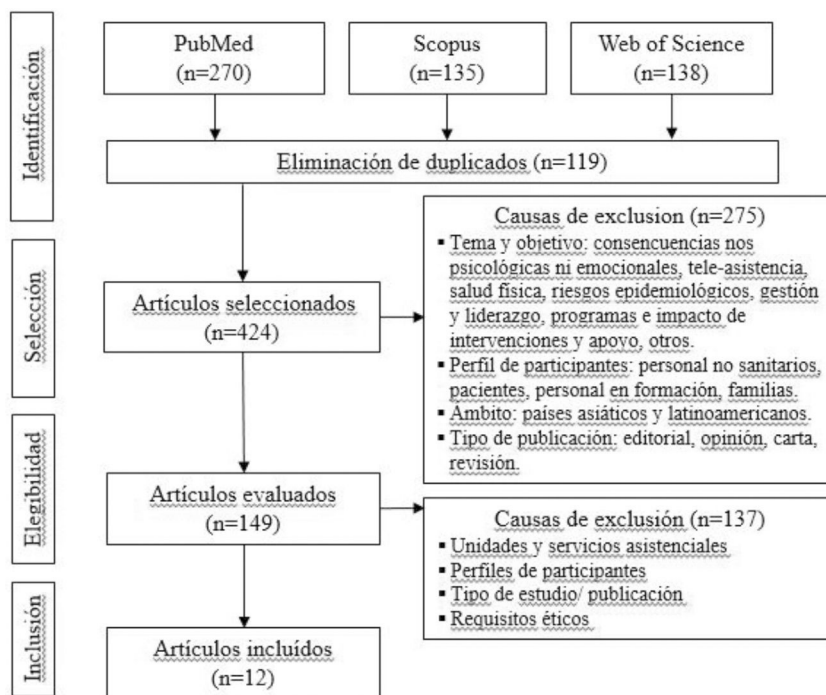 Identificación
PubMed
(n=270)
Scopus
(n=135)
Web of Science
(n=138)
Eliminación de duplicados (n=119)
Selección
Artículos seleccionados
(n=424)
Causas de exclusion (n=275)
▪ Tema y objetivo: consencuencias nos
psicológicas ni emocionales, tele-asistencia,
salud física, riesgos epidemiológicos, gestión
y liderazgo, programas e impacto de
intervenciones y apoyo, otros.
▪ Perfil de participantes: personal no sanitarios,
pacientes, personal en formación, familias.
▪ Ambito: países asiáticos y latinoamericanos.
▪ Tipo de publicación: editorial, opinión, carta,
revisión.
Elegibilidad
Artículos evaluados
(n=149)
Causas de exclusión (n=137)
▪ Unidades y servicios asistenciales
▪ Perfiles de participantes
▪ Tipo de estudio/ publicación
▪ Requisitos éticos
Inclusión
Artículos incluídos
(n=12)